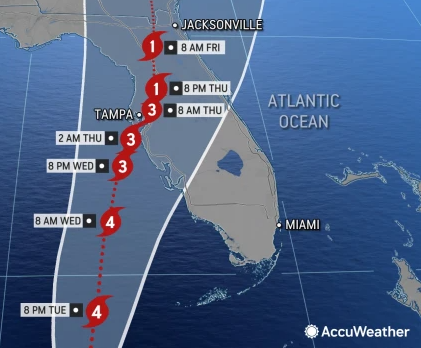 JACKSONVILLE
1
8 AM FRI
1
8 PM THU
TAMPA
3
8 AM THU
ATLANTIC
OCEAN
2 AM THU
3
8 PM WED
3
8 AM WED
4
MIAMI
8 PM TUE
4
AccuWeather